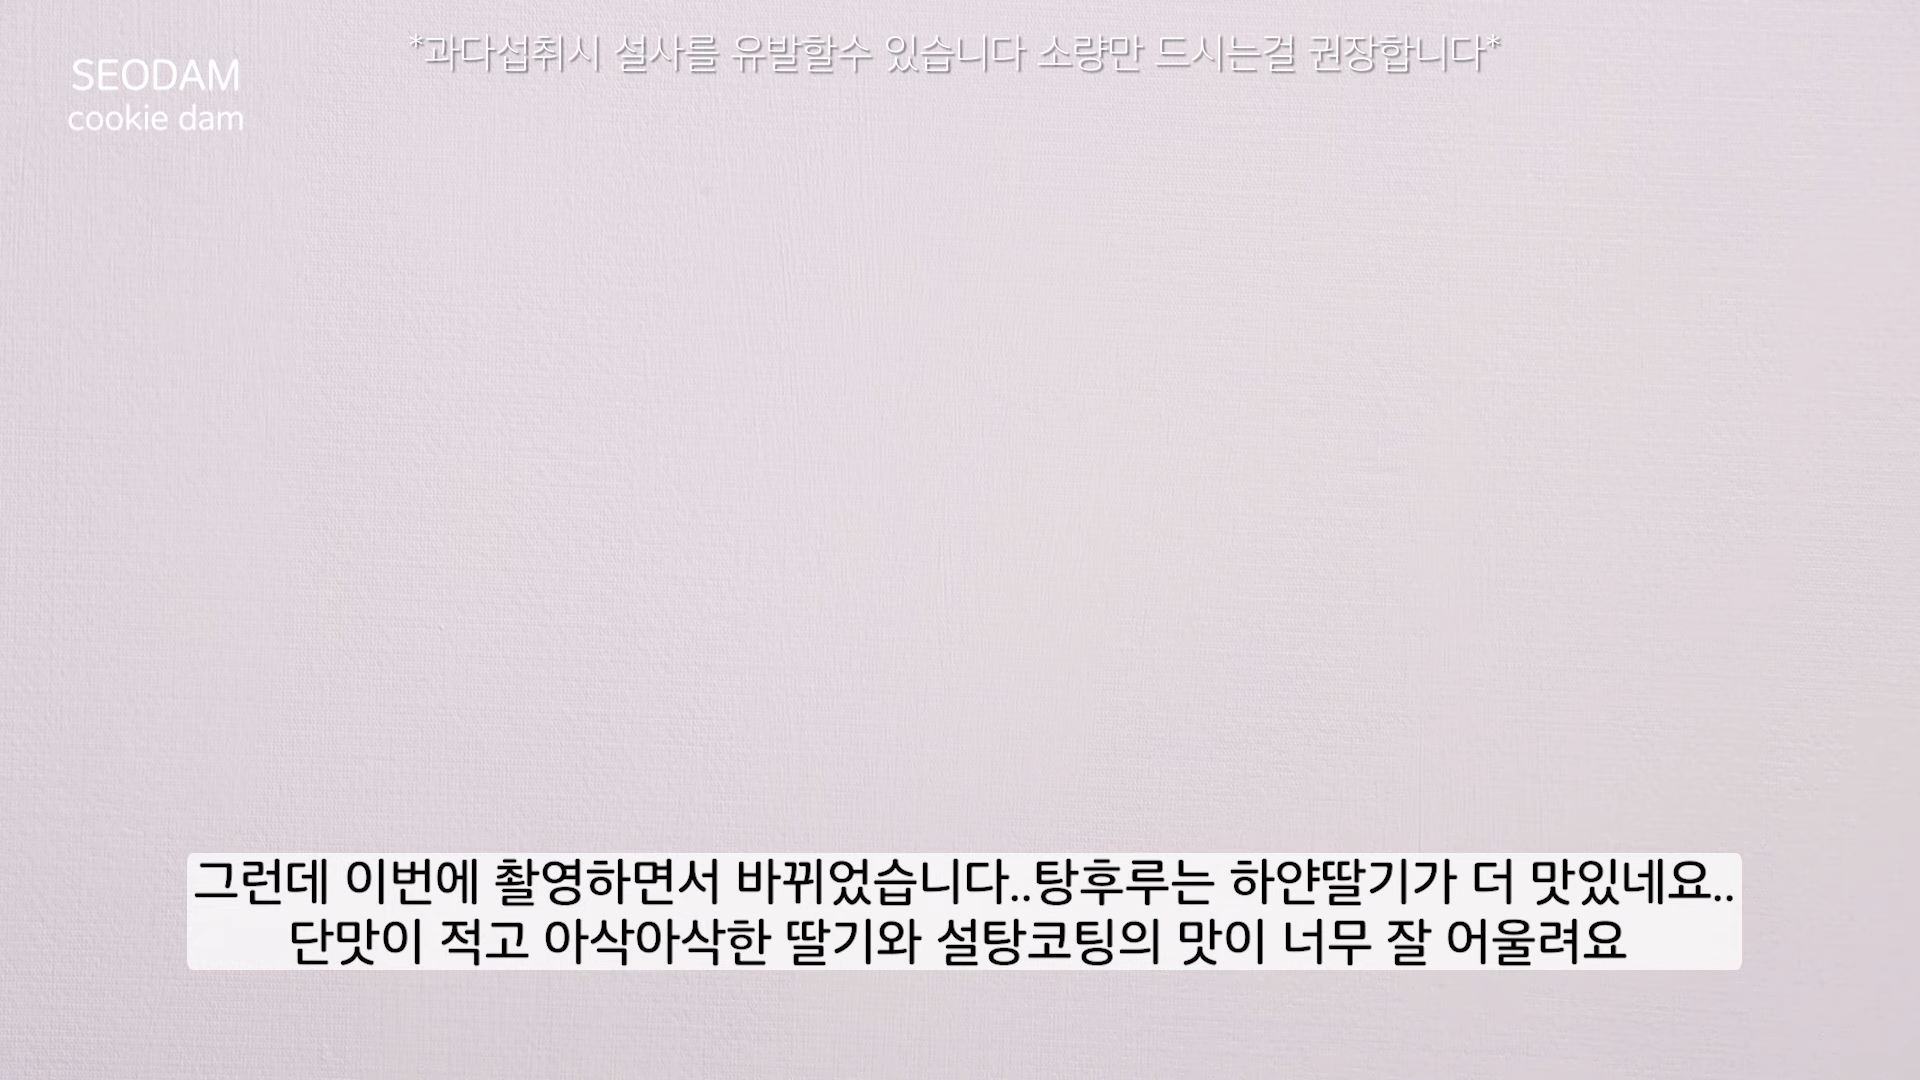 *과다섭취시 설사를 유발할수 있습니다 소량만 드시는걸 권장합니다*
SEODAM
cookie dam
그런데 이번에 촬영하면서 바뀌었습니다..탕후루는 하얀딸기가 더 맛있네요..
단맛이 적고 아삭아삭한 딸기와 설탕코팅의 맛이 너무 잘 어울려요